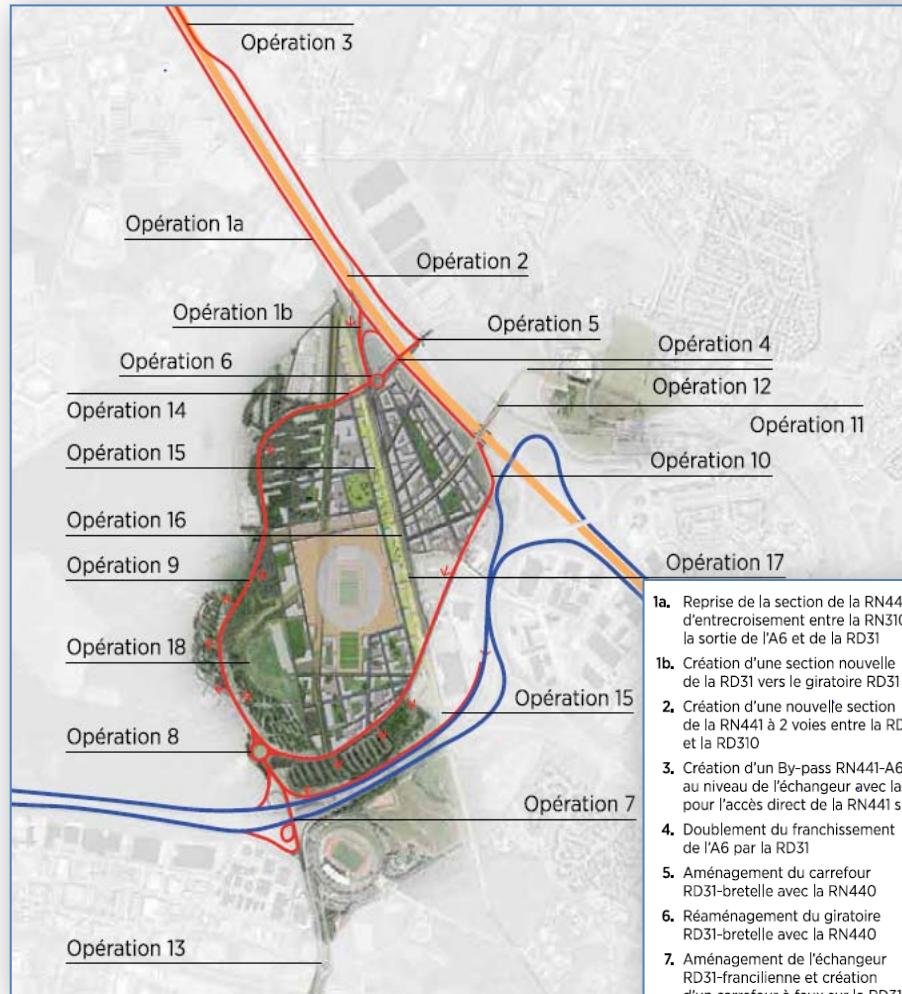 Opération 3
Opération 1a
Opération 2
Opération 1b
Opération 5
Opération 4
Opération 6
Opération 12
Opération 14
Opération 11
Opération 15
Opération 10
Opération 16
Opération 9
Opération 17
Opération 18
Opération 15
Opération 8
Opération 7
Opération 13
1a. Reprise de la section de la RN44
d'entrecroisement entre la RN310
la sortie de l'A6 et de la RD31
1b. Création d'une section nouvelle
de la RD31 vers le giratoire RD31
2. Création d'une nouvelle section
de la RN441 à 2 voies entre la RD
et la RD310
3. Création d'un By-pass RN441-A6
au niveau de l'échangeur avec la
pour l'accès direct de la RN441 s
4. Doublement du franchissement
de l'A6 par la RD31
5. Aménagement du carrefour
RD31-bretelle avec la RN440
6. Réaménagement du giratoire
RD31-bretelle avec la RN440
7. Aménagement de l'échangeur
RD31-francilienne et création
d'un carrefour à feux sur la RD31